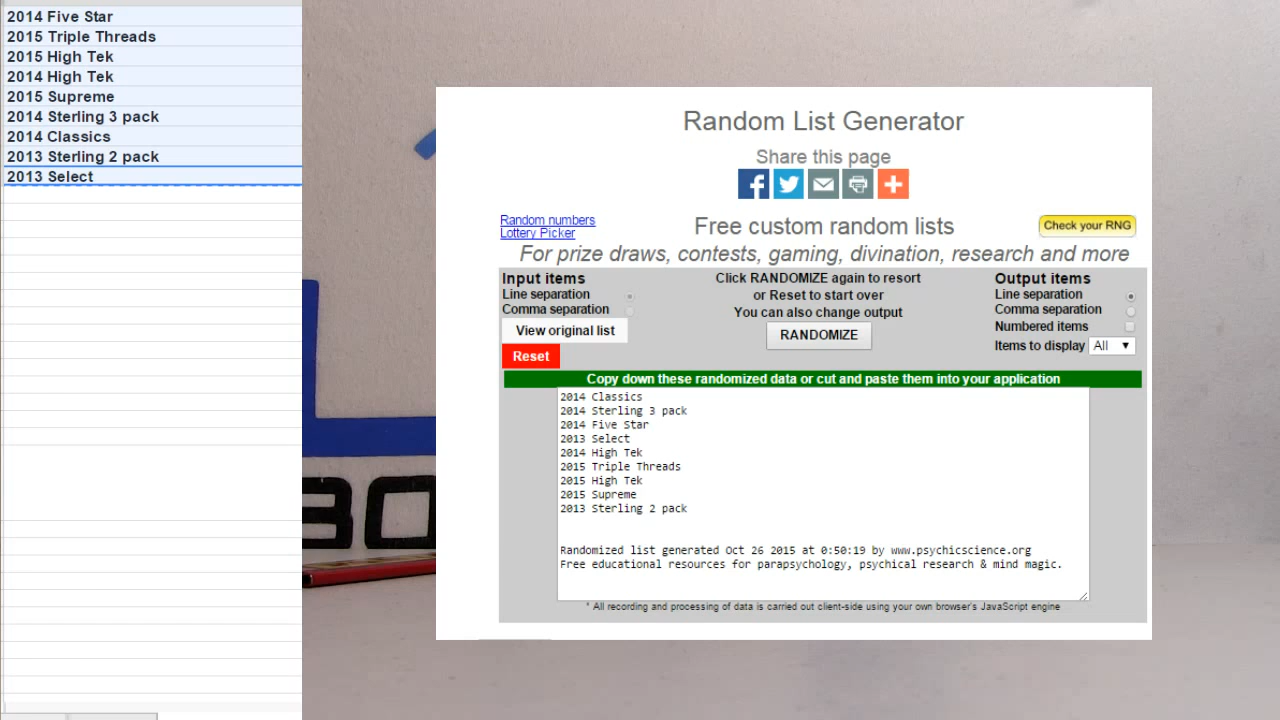 2014 Five Star
2015 Triple Threads
2015 High Tek
2014 High Tek
2015 Supreme
2014 Sterling 3 pack
2014 Classics
2013 Sterling 2 pack
2013 Select
Random List Generator
Share this page
Random numbers
Lottery Picker
Free custom random lists
Check your RNG
For prize draws, contests, gaming, divination, research and more
Input items
Line separation
Comma separation
View original list
Reset
Click RANDOMIZE again to resort
or Reset to start over
You can also change output
RANDOMIZE
Output items
Line separation
Comma separation
Numbered items
Items to display All
Copy down these randomized data or cut and paste them into your application
2014 Classics
2014 Sterling 3 pack
2014 Five Star
2013 Select
2014 High Tek
2015 Triple Threads
2015 High Tek
2015 Supreme
2013 Sterling 2 pack
Randomized list generated Oct 26 2015 at 0:50:19 by www.psychicscience.org
Free educational resources for parapsychology, psychical research & mind magic.
* All recording and processing of data is carried out client-side using your own browser's JavaScript engine